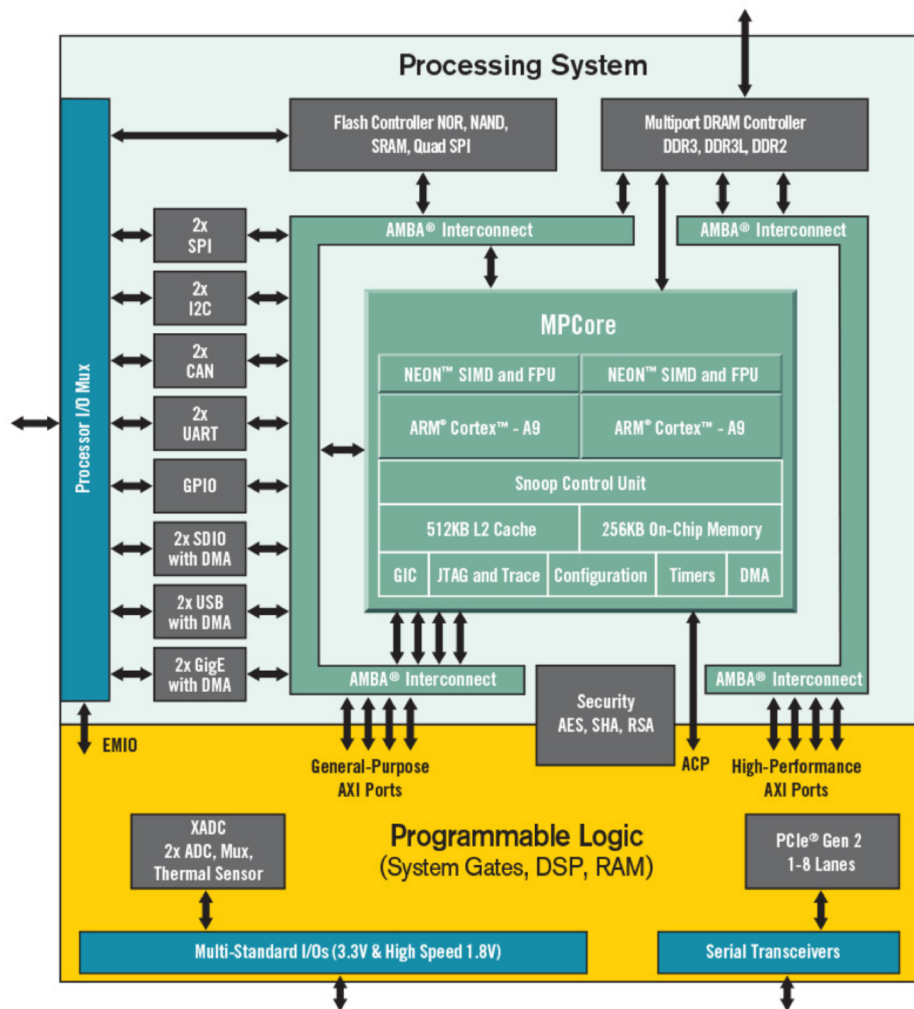 Processing System
Flash Controller NOR, NAND,
SRAM, Quad SPI
Multiport DRAM Controller
DDR3, DDR3L, DDR2
AMBA® Interconnect
AMBA® Interconnect
Processor I/O Mux
2x
SPI
2x
I2C
2x
CAN
2x
UART
GPIO
2x SDIO
with DMA
2x USB
with DMA
2x GigE
with DMA
MPCore
NEON™ SIMD and FPU
NEON™ SIMD and FPU
ARM® Cortex™ - A9
ARM® Cortex™ - A9
Snoop Control Unit
512KB L2 Cache
256KB On-Chip Memory
GIC
JTAG and Trace
Configuration
Timers
DMA
AMBA® Interconnect
AMBA® Interconnect
Security
AES, SHA, RSA
EMIO
General-Purpose
AXI Ports
ACP
High-Performance
AXI Ports
XADC
2x ADC, Mux,
Thermal Sensor
Programmable Logic
(System Gates, DSP, RAM)
PCIe® Gen 2
1-8 Lanes
Multi-Standard I/Os (3.3V & High Speed 1.8V)
Serial Transceivers